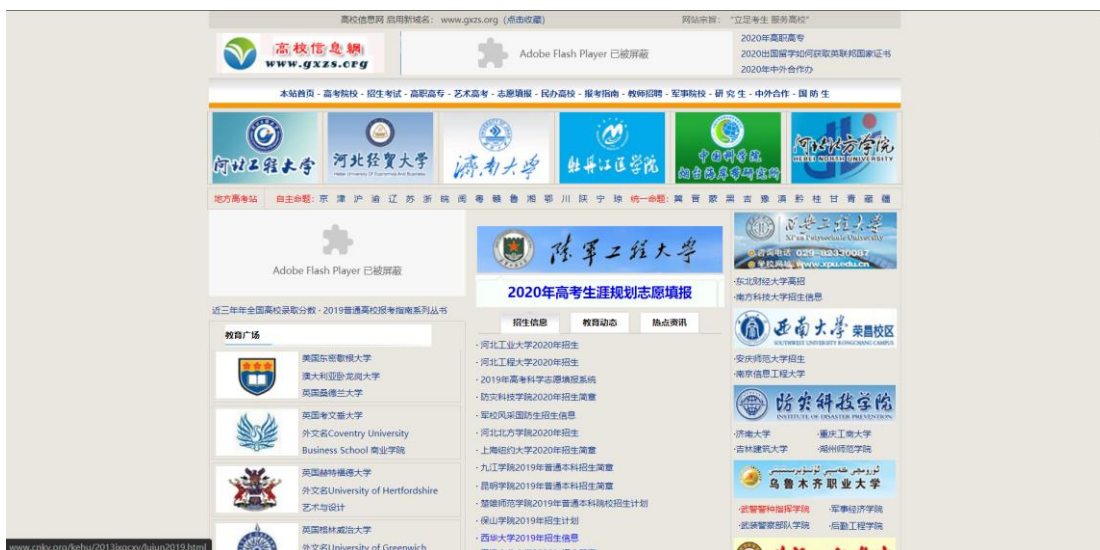 高校信息网 启用新域名： www.gxzs.org (点击收藏)
网站宗旨： "立足考生 服务高校"
高校信息网
www.gxzs.org
Adobe Flash Player 已被屏蔽
2020年高职高专
2020出国留学如何获取英联邦国家证书
2020年中外合作办
本站首页 - 高考院校 - 招生考试 - 高职高专 - 艺术高考 - 志愿填报 - 民办高校 - 报考指南 - 教师招聘 - 军事院校 - 研 究 生 - 中外合作 - 国 防 生
河北工程大学
河北经贸大学
Hebei University Of Economics And Business
济南大学
牡丹江医学院
中国科学院
烟台海岸带研究所
河北北方学院
HEBEI NORTH UNIVERSITY
地方高考站 自主命题: 京 津 沪 渝 辽 苏 浙 皖 闽 粤 赣 鲁 湘 鄂 川 陕 宁 琼 统一命题: 冀 晋 蒙 黑 吉 豫 滇 黔 桂 甘 青 藏 疆
Adobe Flash Player 已被屏蔽
近三年年全国高校录取分数 · 2019普通高校报考指南系列丛书
教育广场
美国东密歇根大学
澳大利亚卧龙岗大学
英国桑德兰大学
英国考文垂大学
外文名Coventry University
Business School 商业学院
英国赫特福德大学
外文名University of Hertfordshire
艺术与设计
英国格林威治大学
外文名University of Greenwich
陆军工程大学
2020年高考生涯规划志愿填报
招生信息 教育动态 热点资讯
· 河北工业大学2020年招生
· 河北工程大学2020年招生
· 2019年高考科学志愿填报系统
· 防灾科技学院2020年招生简章
· 军校风采国防生招生信息
· 河北北方学院2020年招生
· 上海纽约大学2020年招生简章
· 九江学院2019年普通本科招生简章
· 昆明学院2019年普通本科招生简章
· 楚雄师范学院2019年普通本科院校招生计划
· 保山学院2019年招生计划
· 西华大学2019年招生信息
西安工程大学
Xi'an Polytechnic University
咨询电话 029-82330087
学校网址 www.xpu.edu.cn
·东北财经大学高招
·南方科技大学招生信息
西南大学 荣昌校区
SOUTHWEST UNIVERSITY RONGCHANG CAMPUS
·安庆师范大学招生
·南京信息工程大学
防灾科技学院
INSTITUTE OF DISASTER PREVENTION
·济南大学 ·重庆工商大学
·吉林建筑大学 ·湖州师范学院
乌鲁木齐职业大学
·武警警种指挥学院 ·军事经济学院
·武装警察部队学院 ·后勤工程学院
www.cnky.org/kehu/2013jxqcxy/lujun2019.html